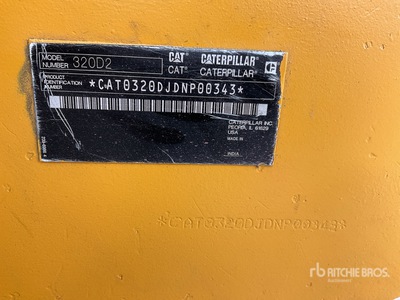 MODEL NUMBER 320D2 CAT CATERPILLAR
CAT® CATERPILLAR
PRODUCT IDENTIFICATION NUMBER *CAT0320DJDNP00343*
CATERPILLAR INC.
PEORIA, IL 61629
USA
MADE IN
INDIA
*CAT0320DJDNP00343*
rb RITCHIE BROS.